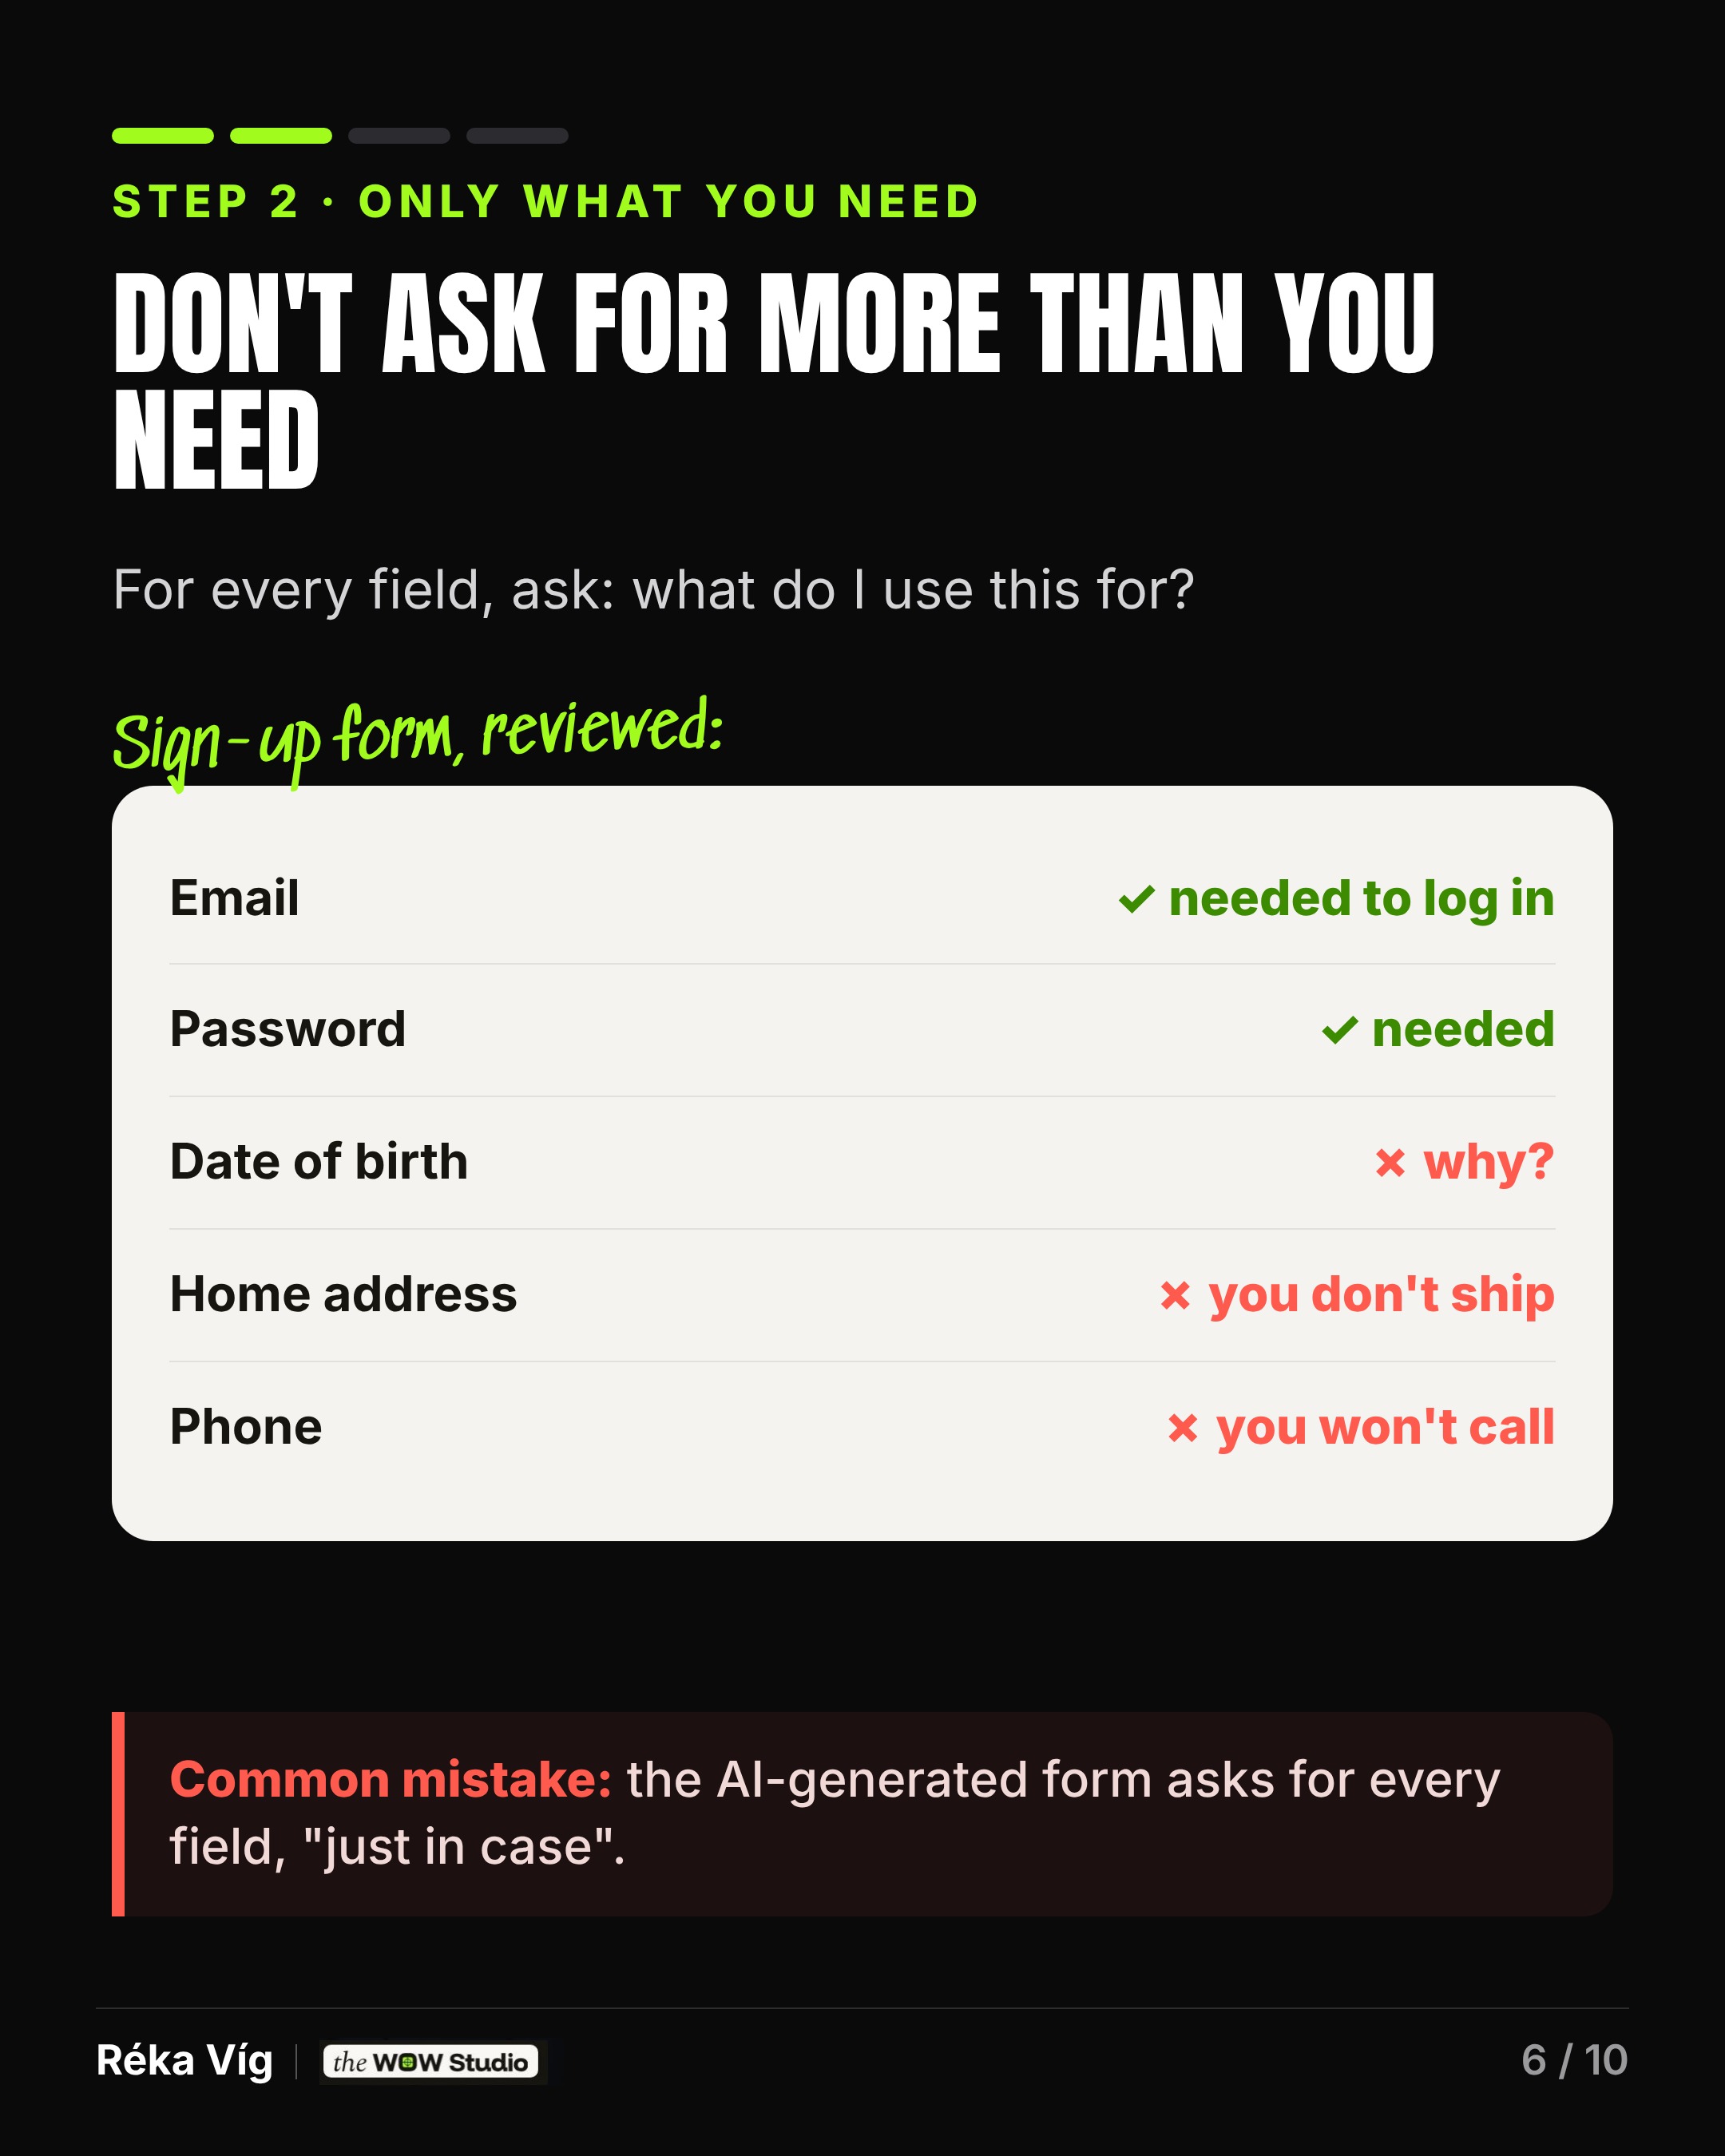 STEP 2 · ONLY WHAT YOU NEED
DON'T ASK FOR MORE THAN YOU
NEED
For every field, ask: what do I use this for?
Sign-up form, reviewed:
Email ✓ needed to log in
Password ✓ needed
Date of birth × why?
Home address × you don't ship
Phone × you won't call
Common mistake: the AI-generated form asks for every
field, "just in case".
Réka Víg | the WOW Studio 6 / 10